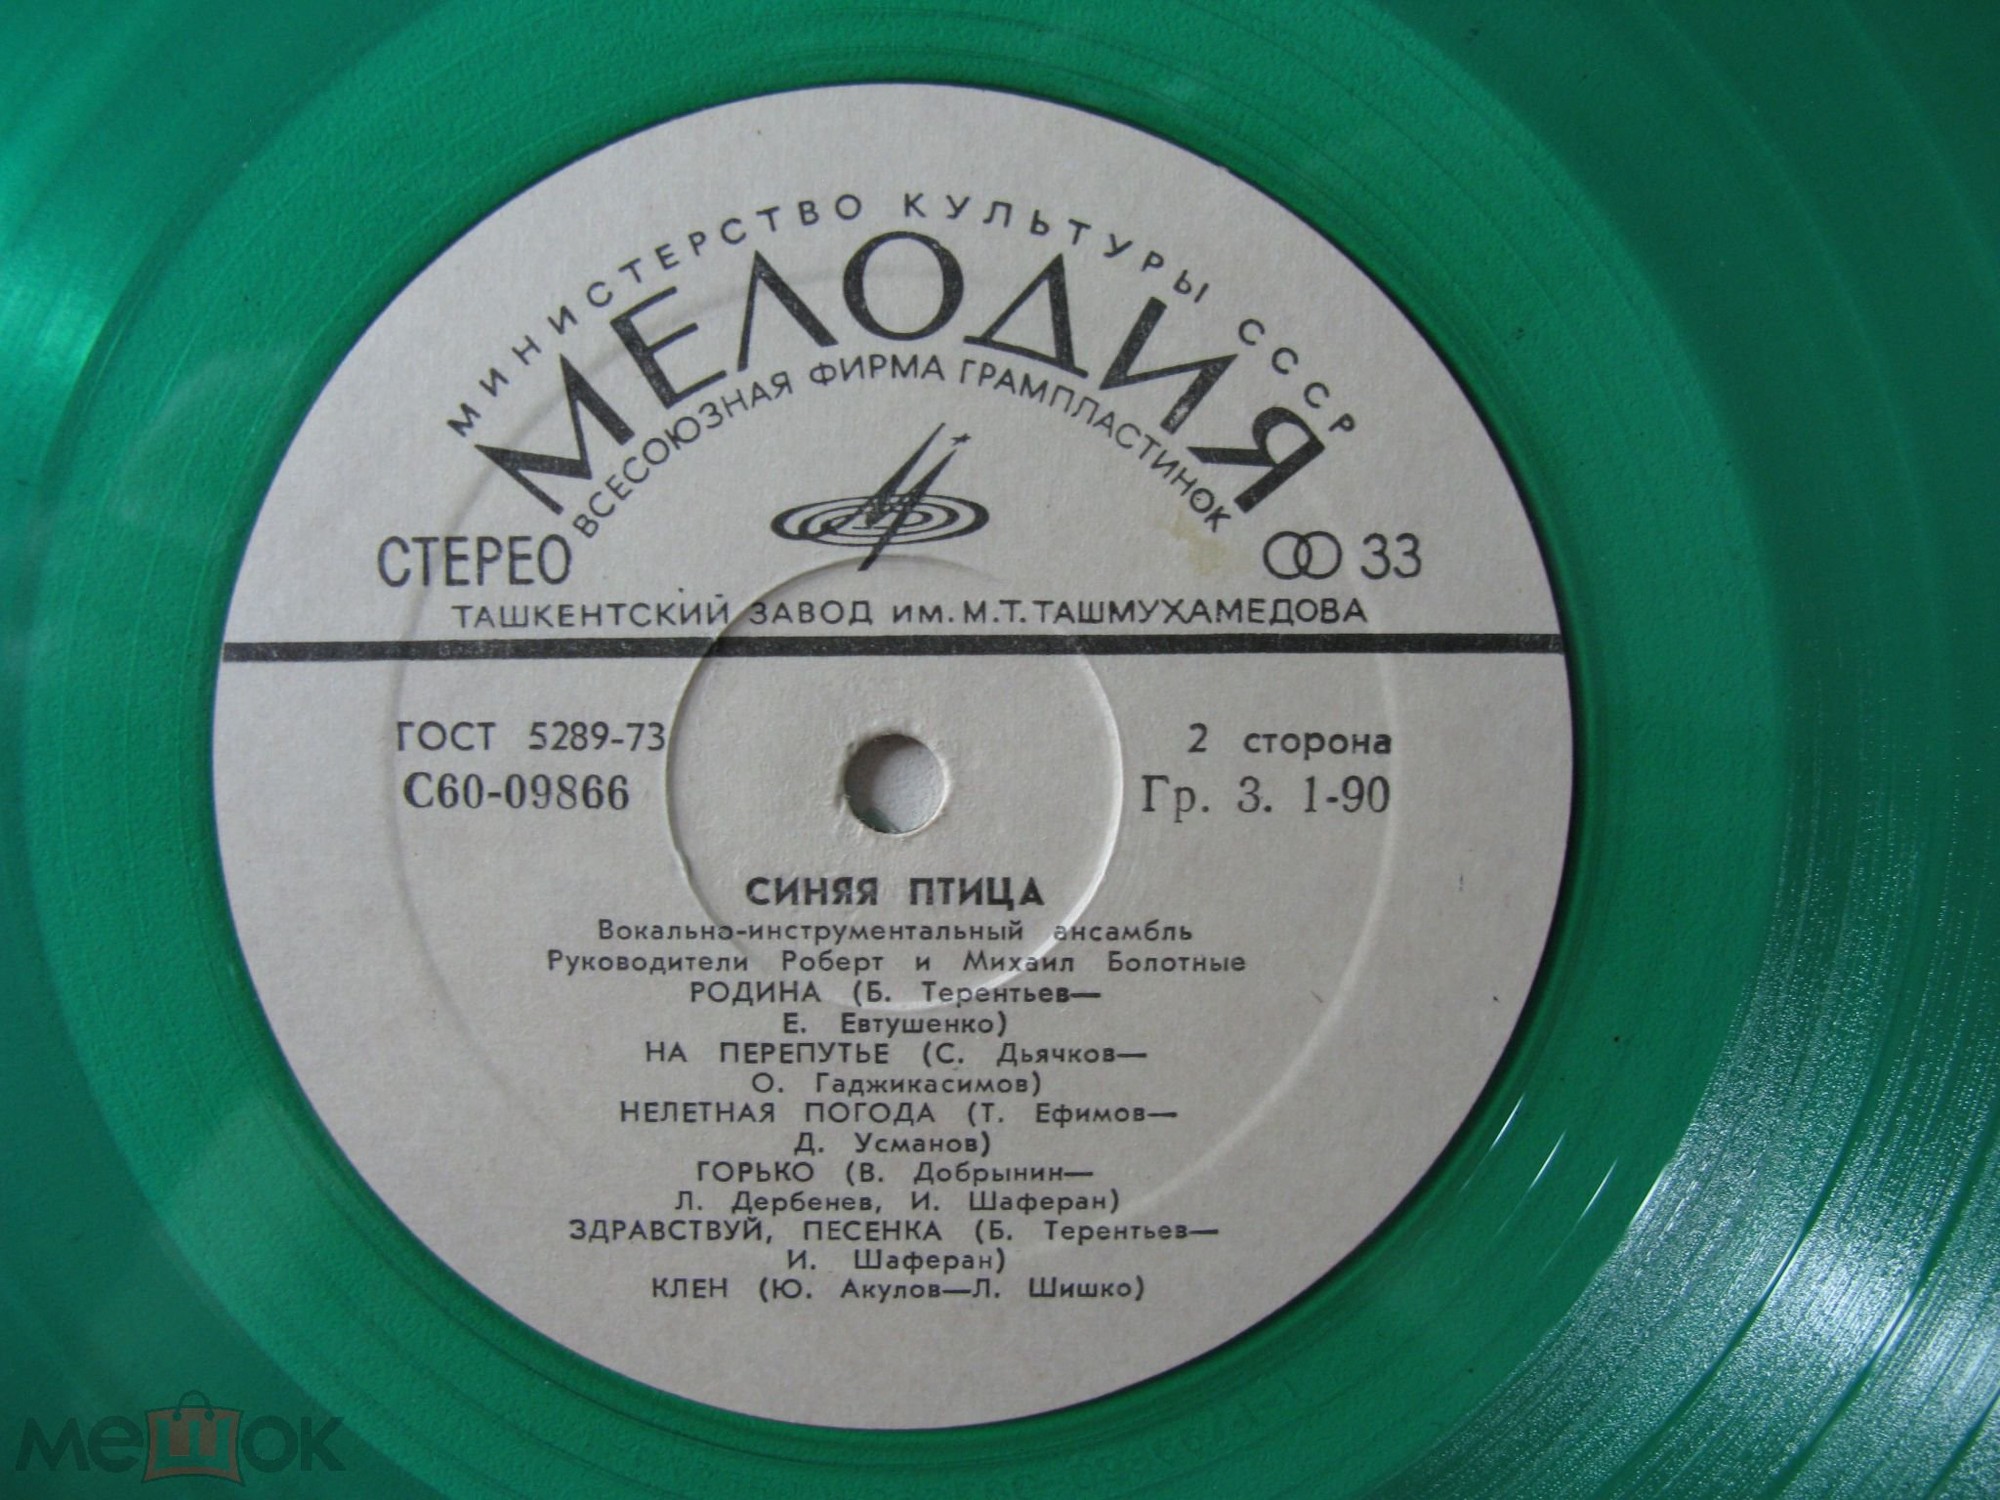 МИНИСТЕРСТВО КУЛЬТУРЫ СССР
МЕЛОДИЯ
ВСЕСОЮЗНАЯ ФИРМА ГРАМПЛАСТИНОК
СТЕРЕО 33
ТАШКЕНТСКИЙ ЗАВОД ИМ. М. Т. ТАШМУХАМЕДОВА
ГОСТ 5289-73 2 сторона
С60-09866 Гр. 3. 1-90
СИНЯЯ ПТИЦА
Вокально-инструментальный ансамбль
Руководители Роберт и Михаил Болотные
РОДИНА (Б. Терентьев—
Е. Евтушенко)
НА ПЕРЕПУТЬЕ (С. Дьячков—
О. Гаджикасимов)
НЕЛЕТНАЯ ПОГОДА (Т. Ефимов—
Д. Усманов)
ГОРЬКО (В. Добрынин—
Л. Дербенев, И. Шаферан)
ЗДРАВСТВУЙ, ПЕСЕНКА (Б. Терентьев—
И. Шаферан)
КЛЕН (Ю. Акулов—Л. Шишко)
мешок